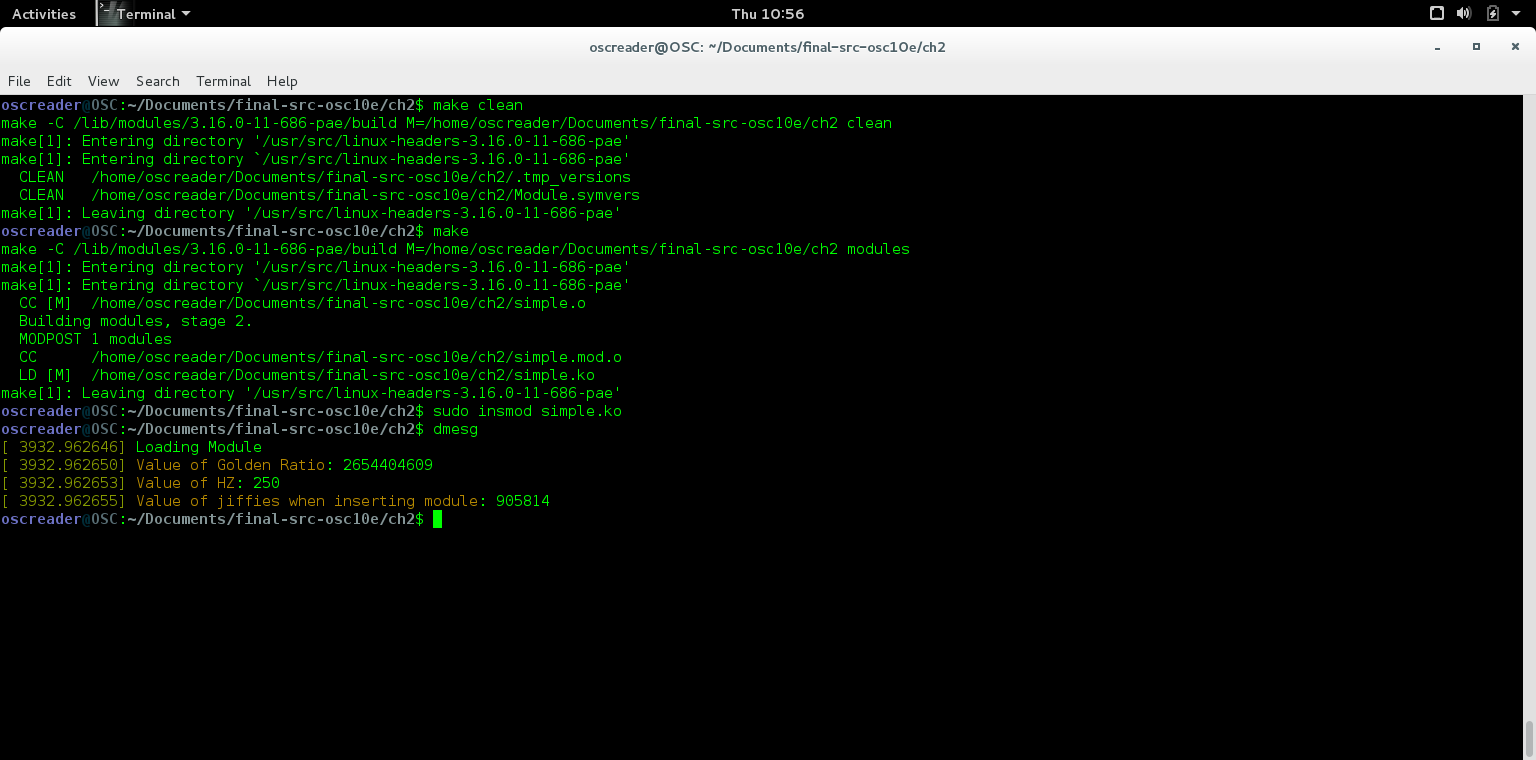 Activities Terminal Thu 10:56
oscreader@OSC: ~/Documents/final-src-osc10e/ch2
File Edit View Search Terminal Help
oscreader@OSC:~/Documents/final-src-osc10e/ch2$ make clean
make -C /lib/modules/3.16.0-11-686-pae/build M=/home/oscreader/Documents/final-src-osc10e/ch2 clean
make[1]: Entering directory '/usr/src/linux-headers-3.16.0-11-686-pae'
make[1]: Entering directory `/usr/src/linux-headers-3.16.0-11-686-pae'
  CLEAN   /home/oscreader/Documents/final-src-osc10e/ch2/.tmp_versions
  CLEAN   /home/oscreader/Documents/final-src-osc10e/ch2/Module.symvers
make[1]: Leaving directory '/usr/src/linux-headers-3.16.0-11-686-pae'
oscreader@OSC:~/Documents/final-src-osc10e/ch2$ make
make -C /lib/modules/3.16.0-11-686-pae/build M=/home/oscreader/Documents/final-src-osc10e/ch2 modules
make[1]: Entering directory '/usr/src/linux-headers-3.16.0-11-686-pae'
make[1]: Entering directory `/usr/src/linux-headers-3.16.0-11-686-pae'
  CC [M]  /home/oscreader/Documents/final-src-osc10e/ch2/simple.o
  Building modules, stage 2.
  MODPOST 1 modules
  CC      /home/oscreader/Documents/final-src-osc10e/ch2/simple.mod.o
  LD [M]  /home/oscreader/Documents/final-src-osc10e/ch2/simple.ko
make[1]: Leaving directory '/usr/src/linux-headers-3.16.0-11-686-pae'
oscreader@OSC:~/Documents/final-src-osc10e/ch2$ sudo insmod simple.ko
oscreader@OSC:~/Documents/final-src-osc10e/ch2$ dmesg
[ 3932.962646] Loading Module
[ 3932.962650] Value of Golden Ratio: 2654404609
[ 3932.962653] Value of HZ: 250
[ 3932.962655] Value of jiffies when inserting module: 905814
oscreader@OSC:~/Documents/final-src-osc10e/ch2$